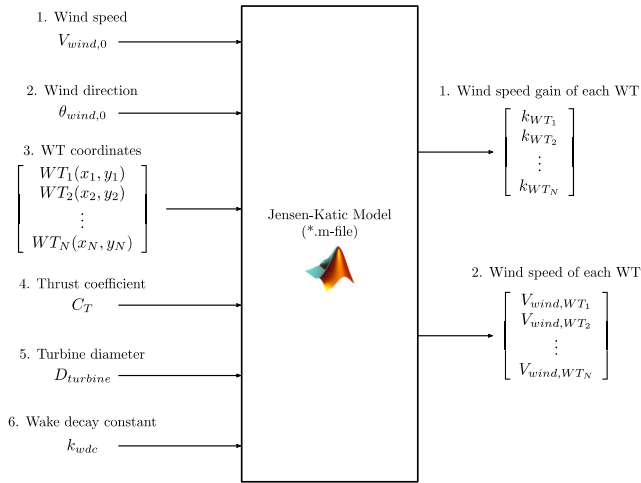 1. Wind speed
V_{wind,0}
2. Wind direction
θ_{wind,0}
3. WT coordinates
WT_1(x_1, y_1)
WT_2(x_2, y_2)
⋮
WT_N(x_N, y_N)
4. Thrust coefficient
C_T
5. Turbine diameter
D_{turbine}
6. Wake decay constant
k_{wdc}
Jensen-Katic Model
(*.m-file)
1. Wind speed gain of each WT
k_{WT_1}
k_{WT_2}
⋮
k_{WT_N}
2. Wind speed of each WT
V_{wind,WT_1}
V_{wind,WT_2}
⋮
V_{wind,WT_N}